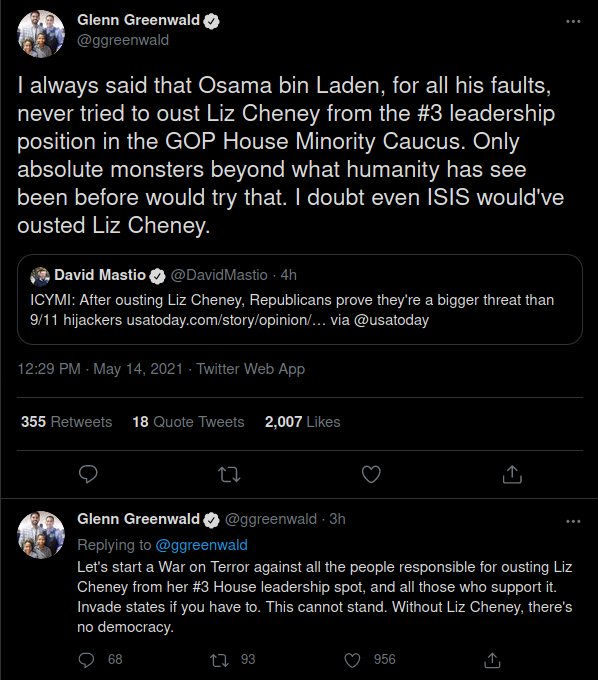 Glenn Greenwald
@ggreenwald
I always said that Osama bin Laden, for all his faults,
never tried to oust Liz Cheney from the #3 leadership
position in the GOP House Minority Caucus. Only
absolute monsters beyond what humanity has see
been before would try that. I doubt even ISIS would've
ousted Liz Cheney.
David Mastio @DavidMastio · 4h
ICYMI: After ousting Liz Cheney, Republicans prove they're a bigger threat than
9/11 hijackers usatoday.com/story/opinion/… via @usatoday
12:29 PM · May 14, 2021 · Twitter Web App
355 Retweets 18 Quote Tweets 2,007 Likes
Glenn Greenwald @ggreenwald · 3h
Replying to @ggreenwald
Let's start a War on Terror against all the people responsible for ousting Liz
Cheney from her #3 House leadership spot, and all those who support it.
Invade states if you have to. This cannot stand. Without Liz Cheney, there's
no democracy.
68 93 956